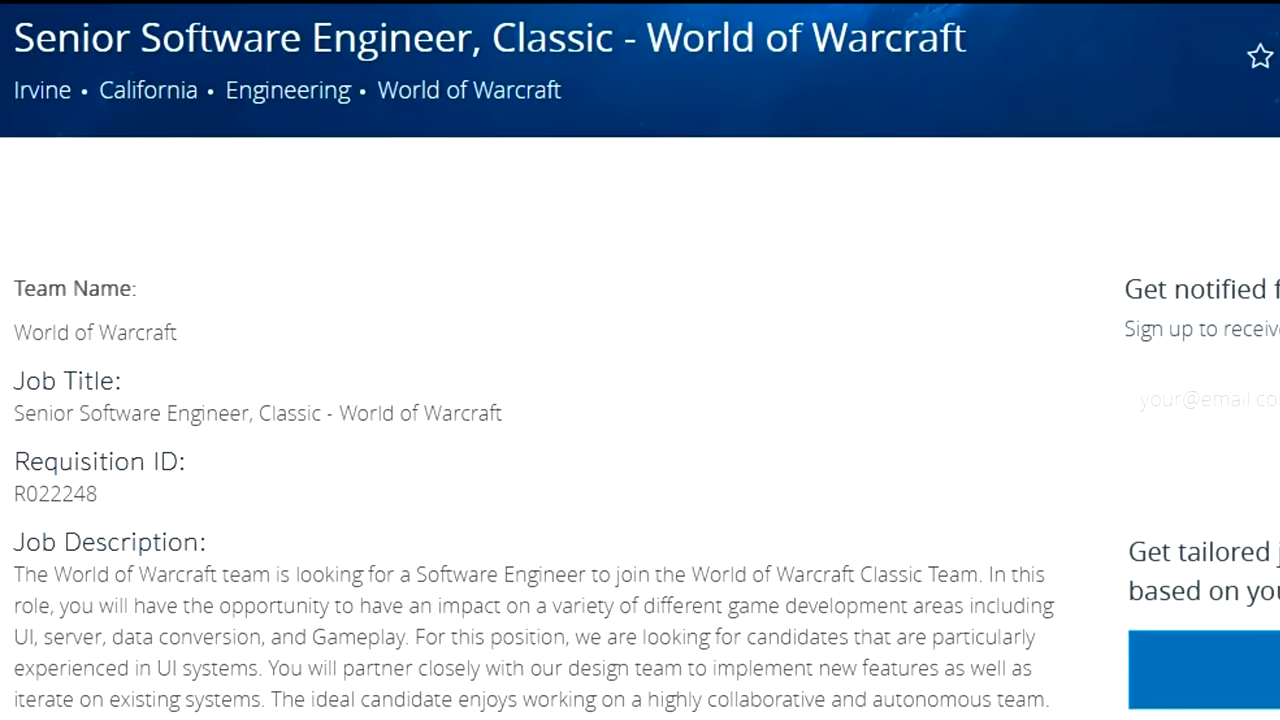 Senior Software Engineer, Classic - World of Warcraft
Irvine • California • Engineering • World of Warcraft
Team Name:
World of Warcraft
Job Title:
Senior Software Engineer, Classic - World of Warcraft
Requisition ID:
R022248
Job Description:
The World of Warcraft team is looking for a Software Engineer to join the World of Warcraft Classic Team. In this
role, you will have the opportunity to have an impact on a variety of different game development areas including
UI, server, data conversion, and Gameplay. For this position, we are looking for candidates that are particularly
experienced in UI systems. You will partner closely with our design team to implement new features as well as
iterate on existing systems. The ideal candidate enjoys working on a highly collaborative and autonomous team.
Get notified
Sign up to
your@email
Get tailored
based on